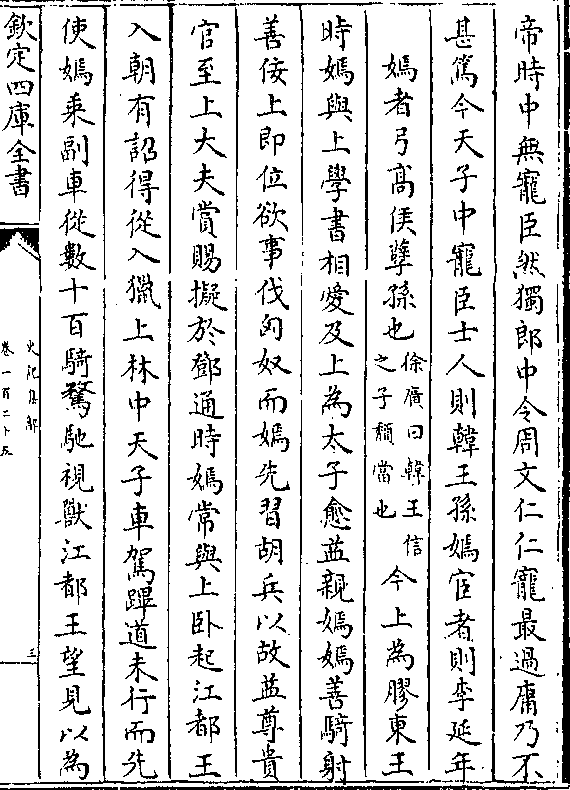 帝時中無寵臣然獨郎中令周文仁仁寵最過庸乃不
甚篤今天子中寵臣士人則韓王孫嫣宦者則李延年
嫣者弓髙侯孽孫也徐廣曰韓王信之子頽當也今上為膠東王
時嫣與上學書相愛及上為太子愈益親嫣嫣善騎射
善佞上即位欲事伐匈奴而嫣先習胡兵以故益尊貴
官至上大夫賞賜擬於鄧通時嫣常與上卧起江都王
入朝有詔得從入獵上林中天子車駕蹕道未行而先
使嫣乘副車從數十百騎騖馳視獸江都王望見以為
欽定四庫全書
史記集解
卷一百二十五
三